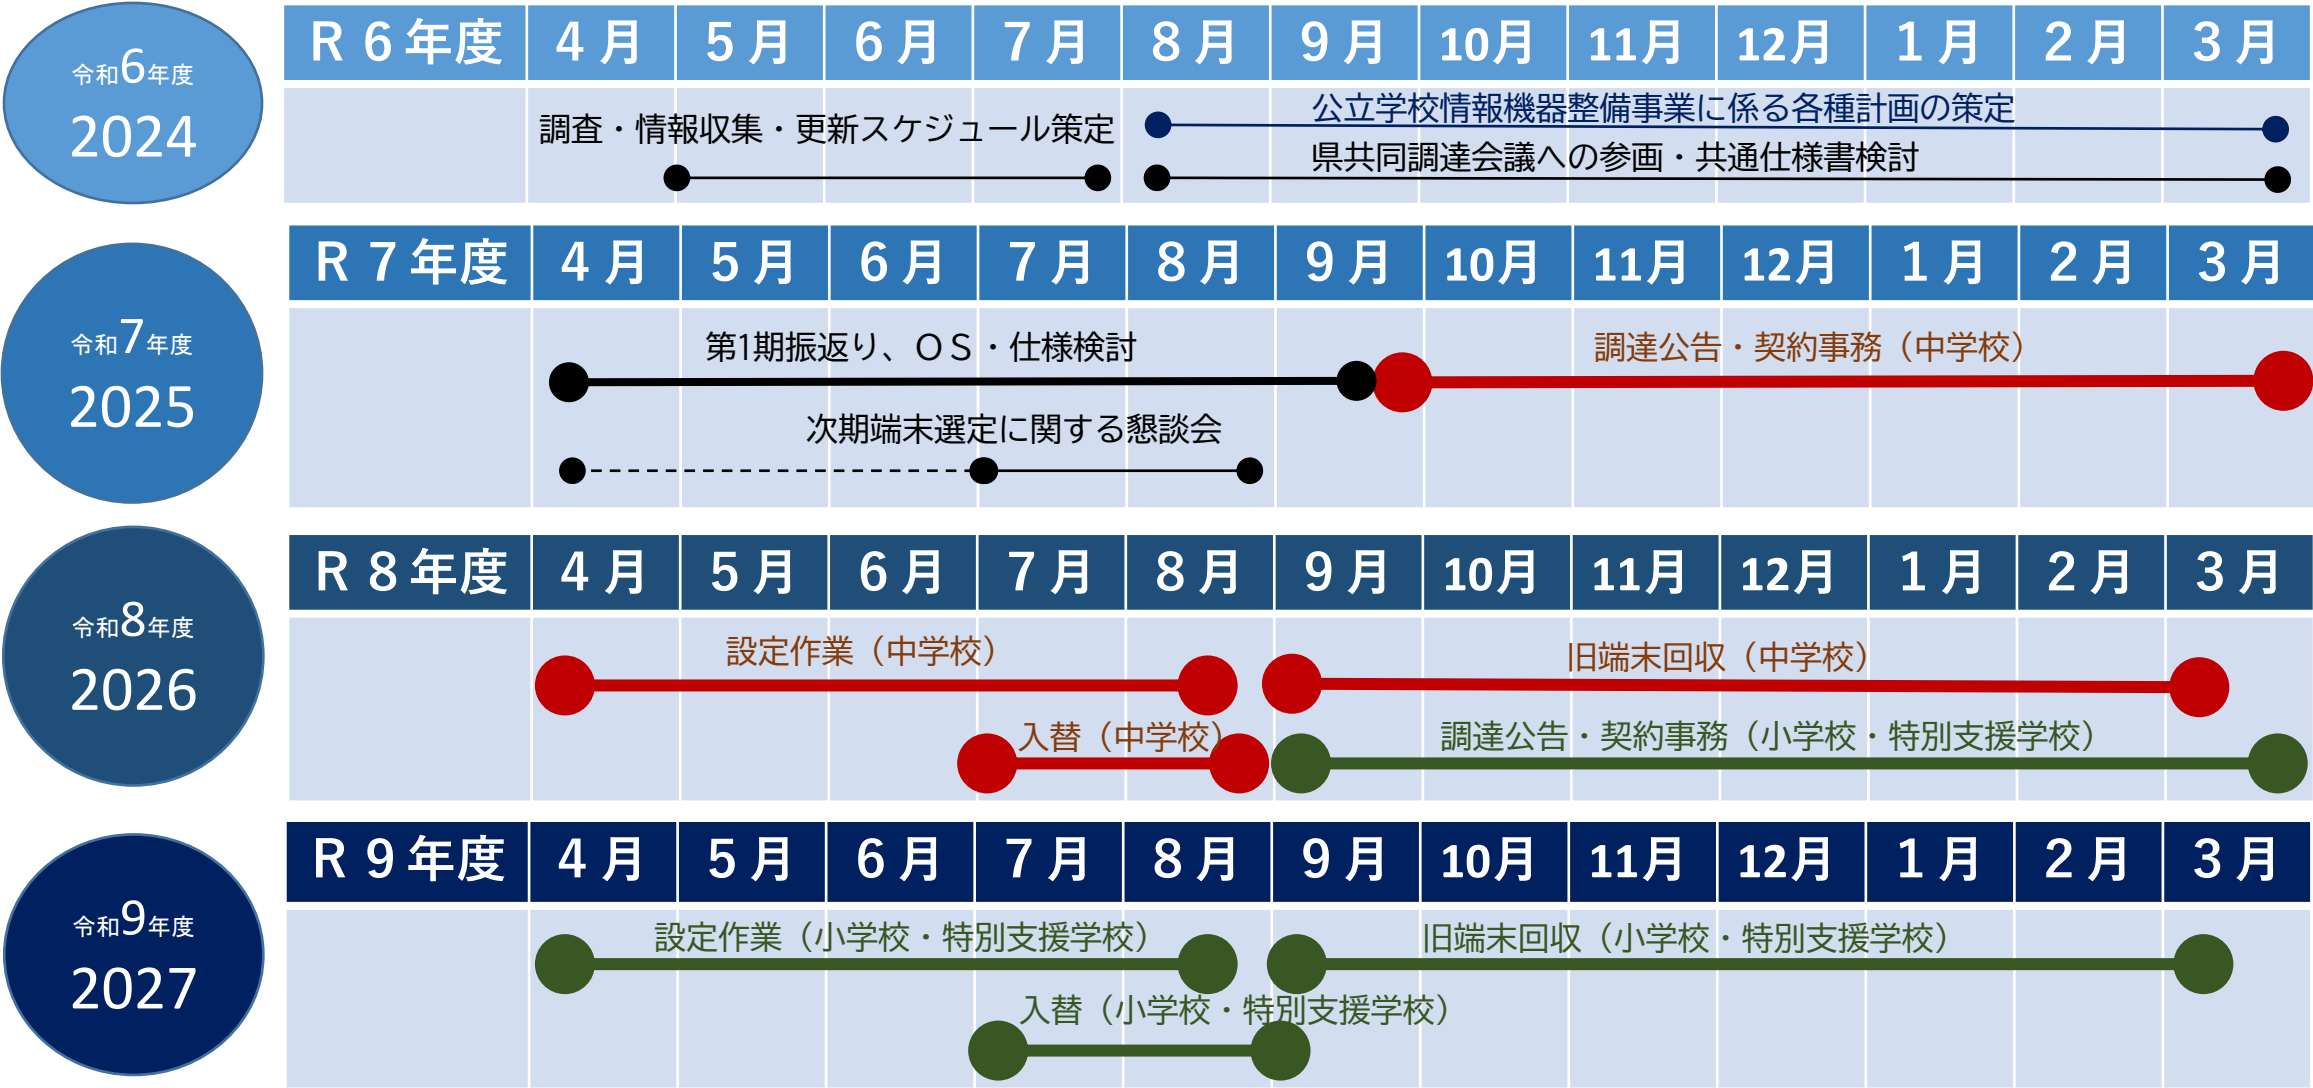 令和6年度
2024
Ｒ６年度 ４月 ５月 ６月 ７月 ８月 ９月 10月 11月 12月 １月 ２月 ３月
公立学校情報機器整備事業に係る各種計画の策定
調査・情報収集・更新スケジュール策定
県共同調達会議への参画・共通仕様書検討
令和7年度
2025
Ｒ７年度 ４月 ５月 ６月 ７月 ８月 ９月 10月 11月 12月 １月 ２月 ３月
第1期振返り、ＯＳ・仕様検討
調達公告・契約事務（中学校）
次期端末選定に関する懇談会
令和8年度
2026
Ｒ８年度 ４月 ５月 ６月 ７月 ８月 ９月 10月 11月 12月 １月 ２月 ３月
設定作業（中学校）
旧端末回収（中学校）
入替（中学校）
調達公告・契約事務（小学校・特別支援学校）
令和9年度
2027
Ｒ９年度 ４月 ５月 ６月 ７月 ８月 ９月 10月 11月 12月 １月 ２月 ３月
設定作業（小学校・特別支援学校）
旧端末回収（小学校・特別支援学校）
入替（小学校・特別支援学校）